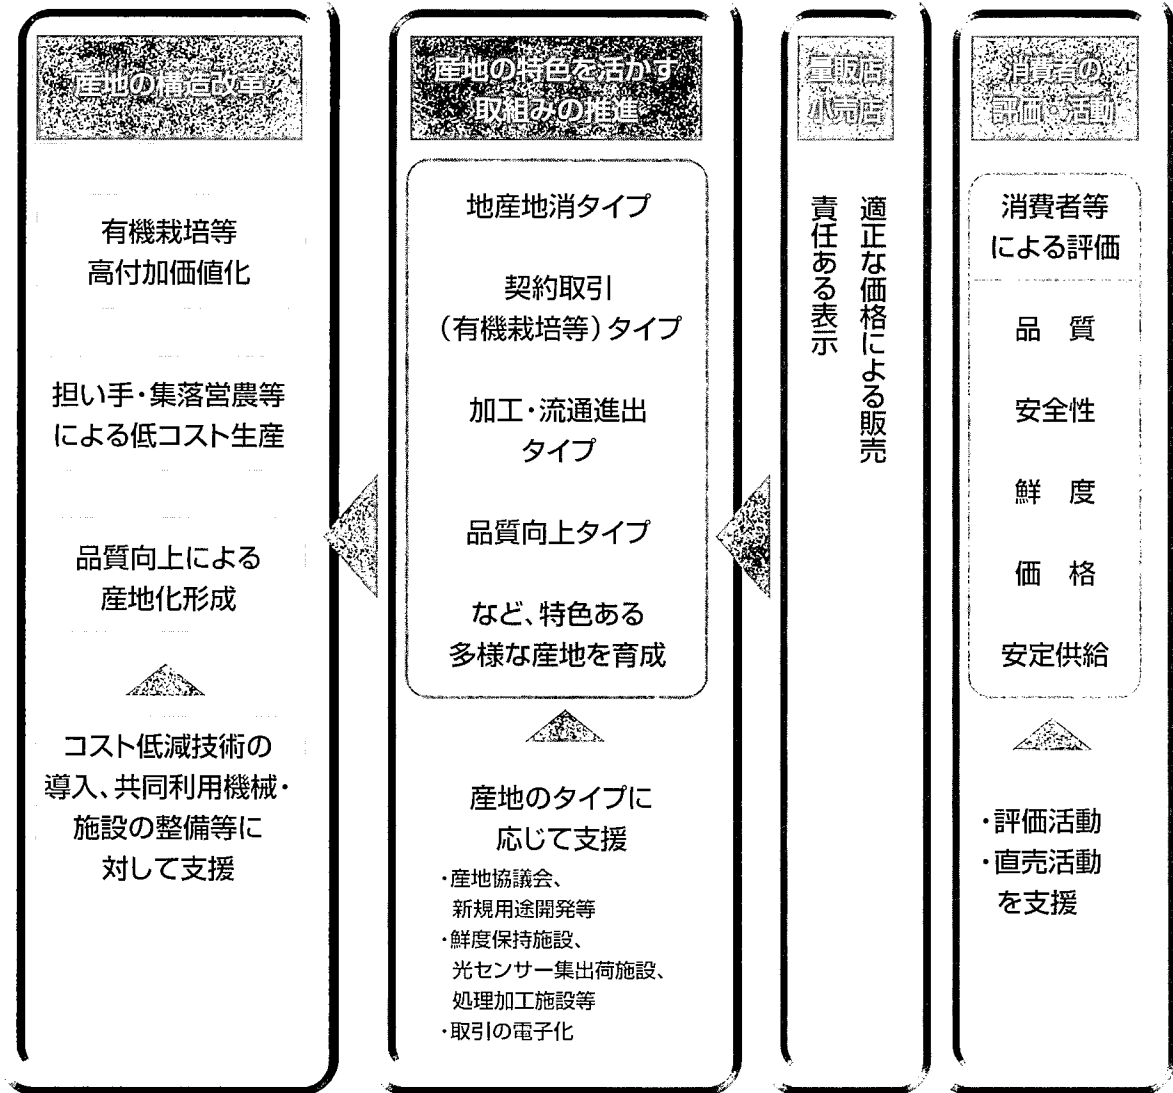 産地の構造改革
有機栽培等
高付加価値化
担い手・集落営農等
による低コスト生産
品質向上による
産地化形成
コスト低減技術の
導入、共同利用機械・
施設の整備等に
対して支援
産地の特色を活かす
取組みの推進
地産地消タイプ
契約取引
(有機栽培等)タイプ
加工・流通進出
タイプ
品質向上タイプ
など、特色ある
多様な産地を育成
産地のタイプに
応じて支援
・産地協議会、
新規用途開発等
・鮮度保持施設、
光センサー集出荷施設、
処理加工施設等
・取引の電子化
量販店
小売店
適正な価格による販売
責任ある表示
消費者の
評価・活動
消費者等
による評価
品　質
安全性
鮮　度
価　格
安定供給
・評価活動
・直売活動
を支援